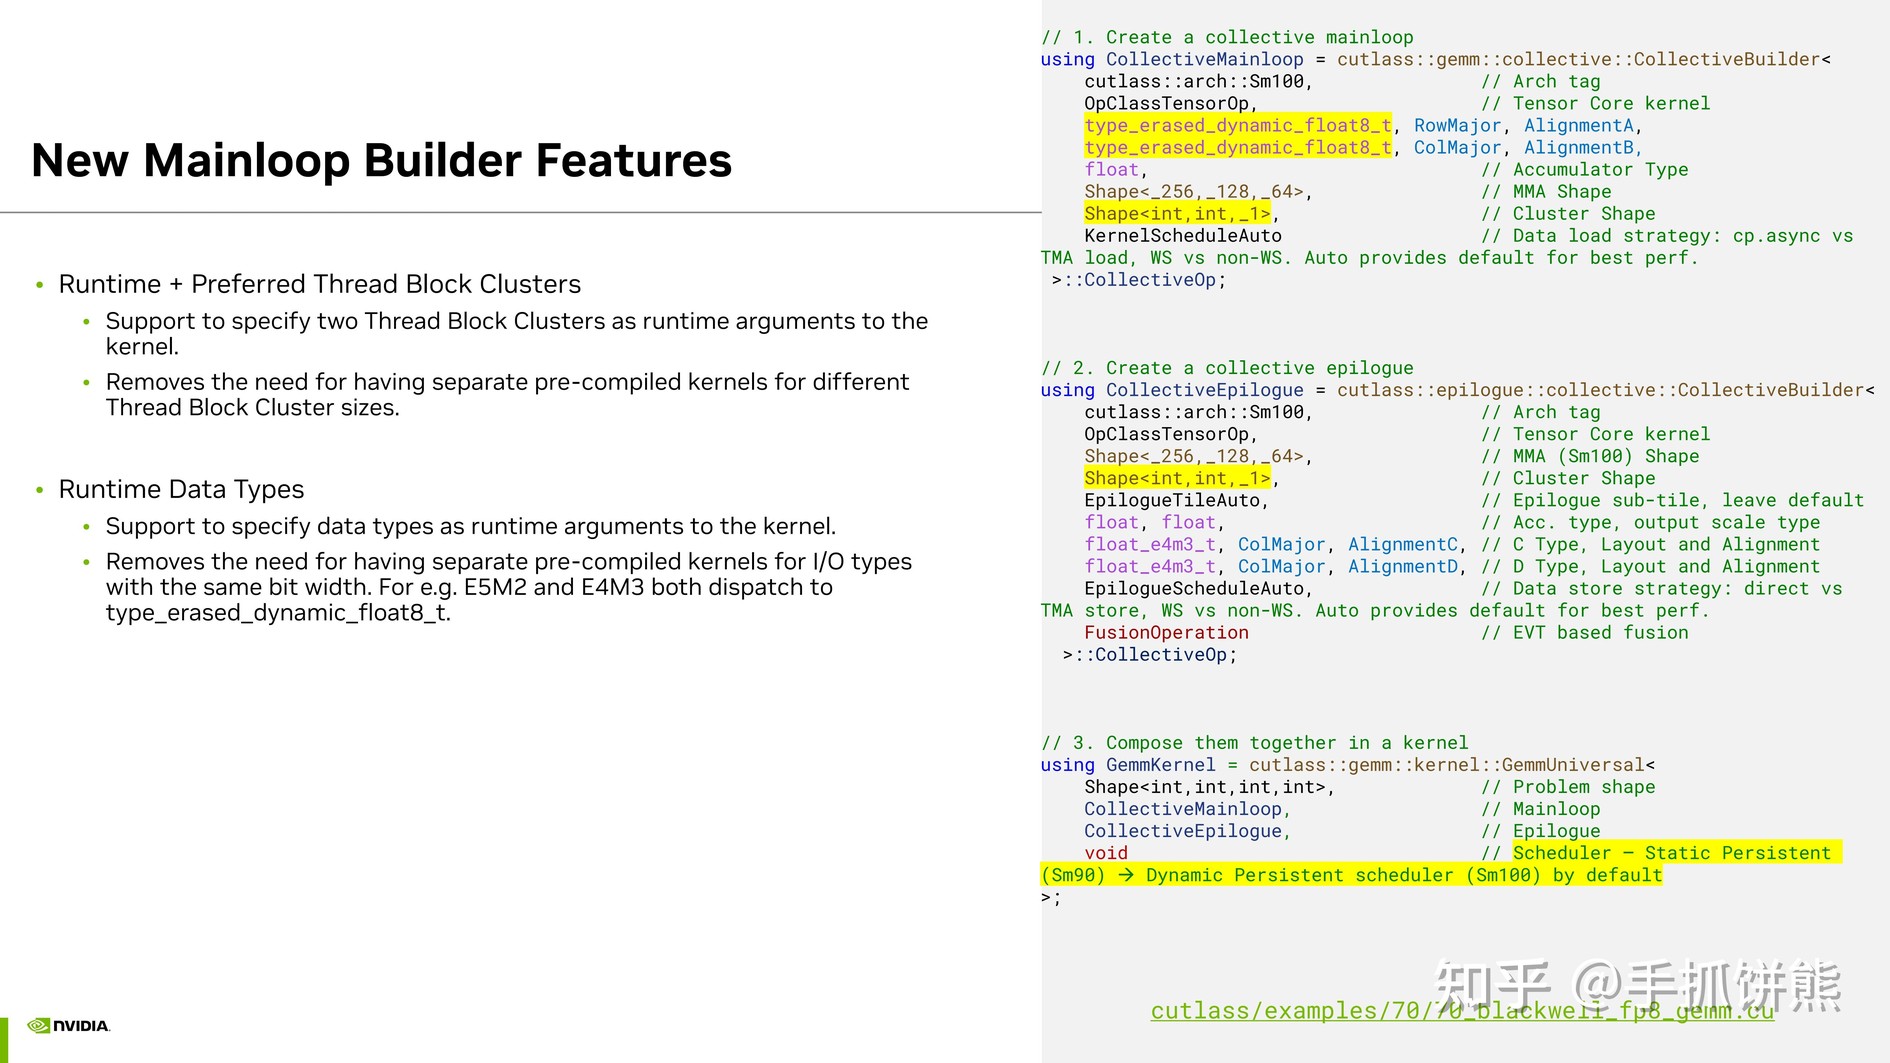 New Mainloop Builder Features
• Runtime + Preferred Thread Block Clusters
• Support to specify two Thread Block Clusters as runtime arguments to the
kernel.
• Removes the need for having separate pre-compiled kernels for different
Thread Block Cluster sizes.
• Runtime Data Types
• Support to specify data types as runtime arguments to the kernel.
• Removes the need for having separate pre-compiled kernels for I/O types
with the same bit width. For e.g. E5M2 and E4M3 both dispatch to
type_erased_dynamic_float8_t.
// 1. Create a collective mainloop
using CollectiveMainloop = cutlass::gemm::collective::CollectiveBuilder<
cutlass::arch::Sm100, // Arch tag
OpClassTensorOp, // Tensor Core kernel
type_erased_dynamic_float8_t, RowMajor, AlignmentA,
type_erased_dynamic_float8_t, ColMajor, AlignmentB,
float, // Accumulator Type
Shape<_256,_128,_64>, // MMA Shape
Shape<int,int,_1>, // Cluster Shape
KernelScheduleAuto // Data load strategy: cp.async vs
TMA load, WS vs non-WS. Auto provides default for best perf.
>::CollectiveOp;
// 2. Create a collective epilogue
using CollectiveEpilogue = cutlass::epilogue::collective::CollectiveBuilder<
cutlass::arch::Sm100, // Arch tag
OpClassTensorOp, // Tensor Core kernel
Shape<_256,_128,_64>, // MMA (Sm100) Shape
Shape<int,int,_1>, // Cluster Shape
EpilogueTileAuto, // Epilogue sub-tile, leave default
float, float, // Acc. type, output scale type
float_e4m3_t, ColMajor, AlignmentC, // C Type, Layout and Alignment
float_e4m3_t, ColMajor, AlignmentD, // D Type, Layout and Alignment
EpilogueScheduleAuto, // Data store strategy: direct vs
TMA store, WS vs non-WS. Auto provides default for best perf.
FusionOperation // EVT based fusion
>::CollectiveOp;
// 3. Compose them together in a kernel
using GemmKernel = cutlass::gemm::kernel::GemmUniversal<
Shape<int,int,int,int>, // Problem shape
CollectiveMainloop, // Mainloop
CollectiveEpilogue, // Epilogue
void // Scheduler – Static Persistent
(Sm90) → Dynamic Persistent scheduler (Sm100) by default
>;
知乎 @手抓饼熊
cutlass/examples/70/70_blackwell_fp8_gemm.cu
NVIDIA.